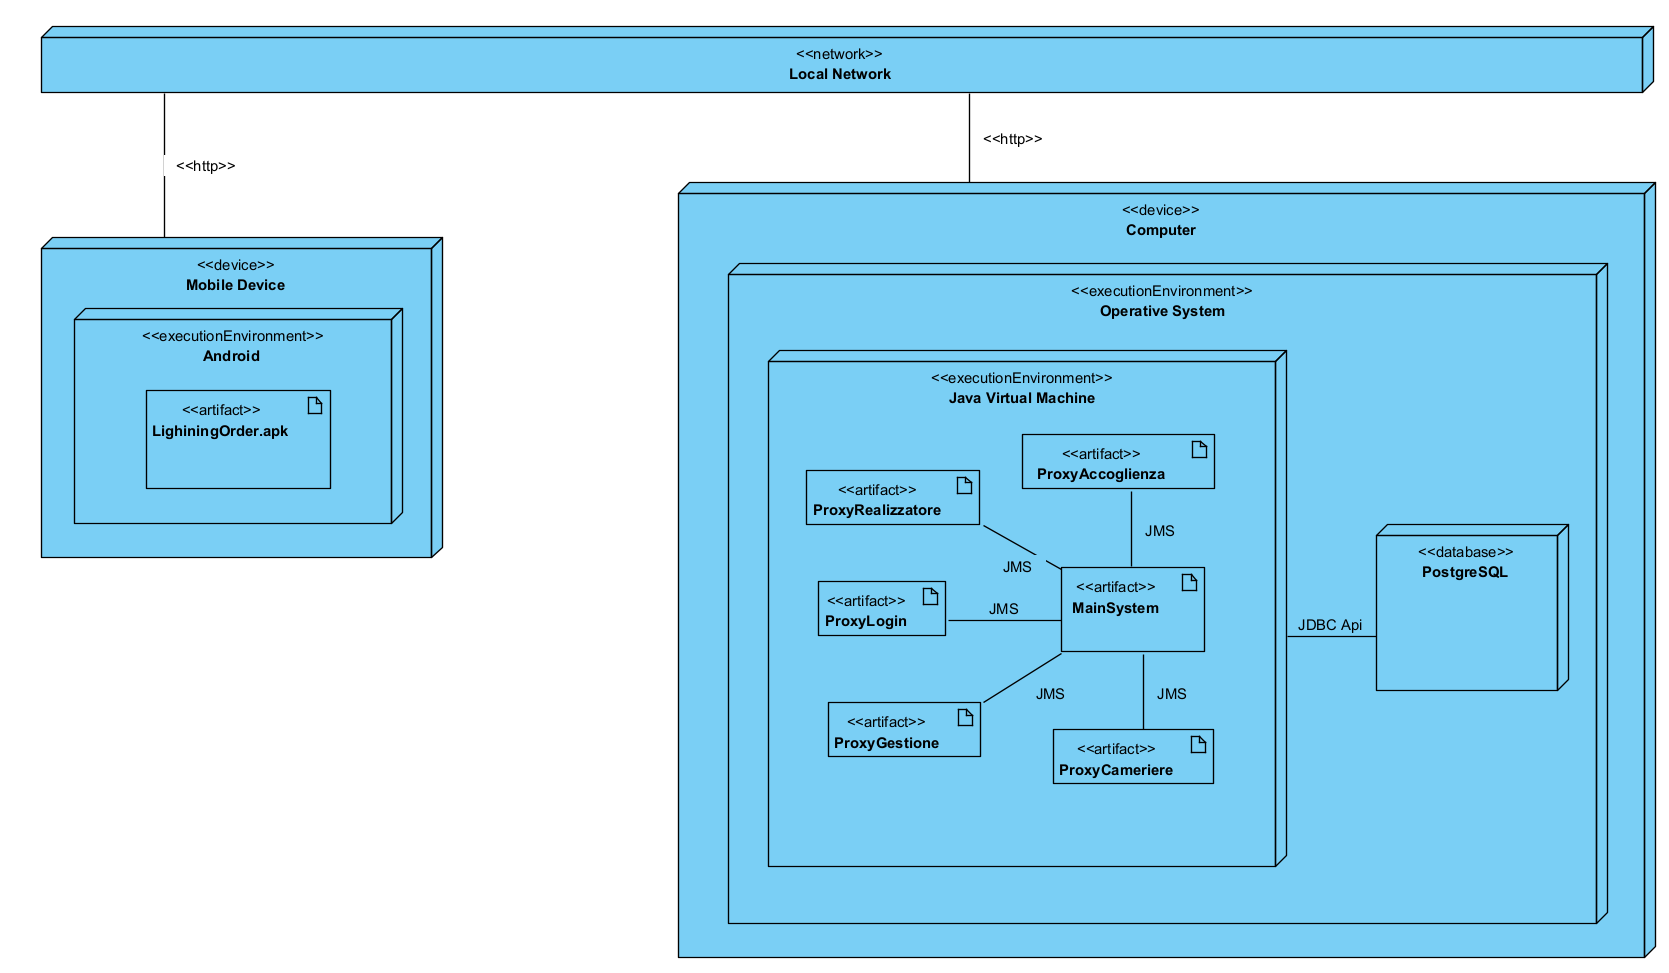 <<network>>
Local Network
<<http>>
<<http>>
<<device>>
Mobile Device
<<executionEnvironment>>
Android
<<artifact>>
LighiningOrder.apk
<<device>>
Computer
<<executionEnvironment>>
Operative System
<<executionEnvironment>>
Java Virtual Machine
<<artifact>>
ProxyAccoglienza
<<artifact>>
ProxyRealizzatore
JMS
JMS
<<artifact>>
MainSystem
<<artifact>>
ProxyLogin
JMS
JMS
JMS
<<artifact>>
ProxyGestione
<<artifact>>
ProxyCameriere
JDBC Api
<<database>>
PostgreSQL